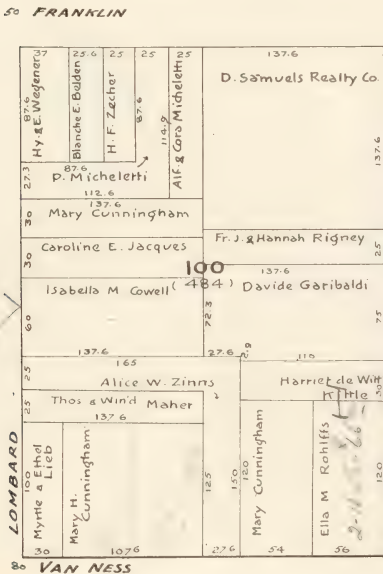 50 FRANKLIN
37
25.6
25
25
25
137.6
87.6
Hy. & E. Wegener
Blanche E. Belden
H. F. Zecher
87.6
114.9
Alf. & Cora Micheletti
D. Samuels Realty Co.
137.6
27.3
87.6
P. Micheletti
112.6
137.6
30
Mary Cunningham
30
Caroline E. Jacques
Fr. J. & Hannah Rigney
25
100
(484)
137.6
60
Isabella M Cowell
72.3
Davide Garibaldi
75
137.6
27.6
2.9
110
165
25
Alice W. Zinns
Harriet de Witt
Kittle
25
Thos & Win'd Maher
137.6
LOMBARD
100
Myrtle & Ethel
Lieb
Mary H.
Cunningham
125
150
120
Mary Cunningham
Ella M Rohlffs
120
30
107.6
27.6
54
56
80 VAN NESS